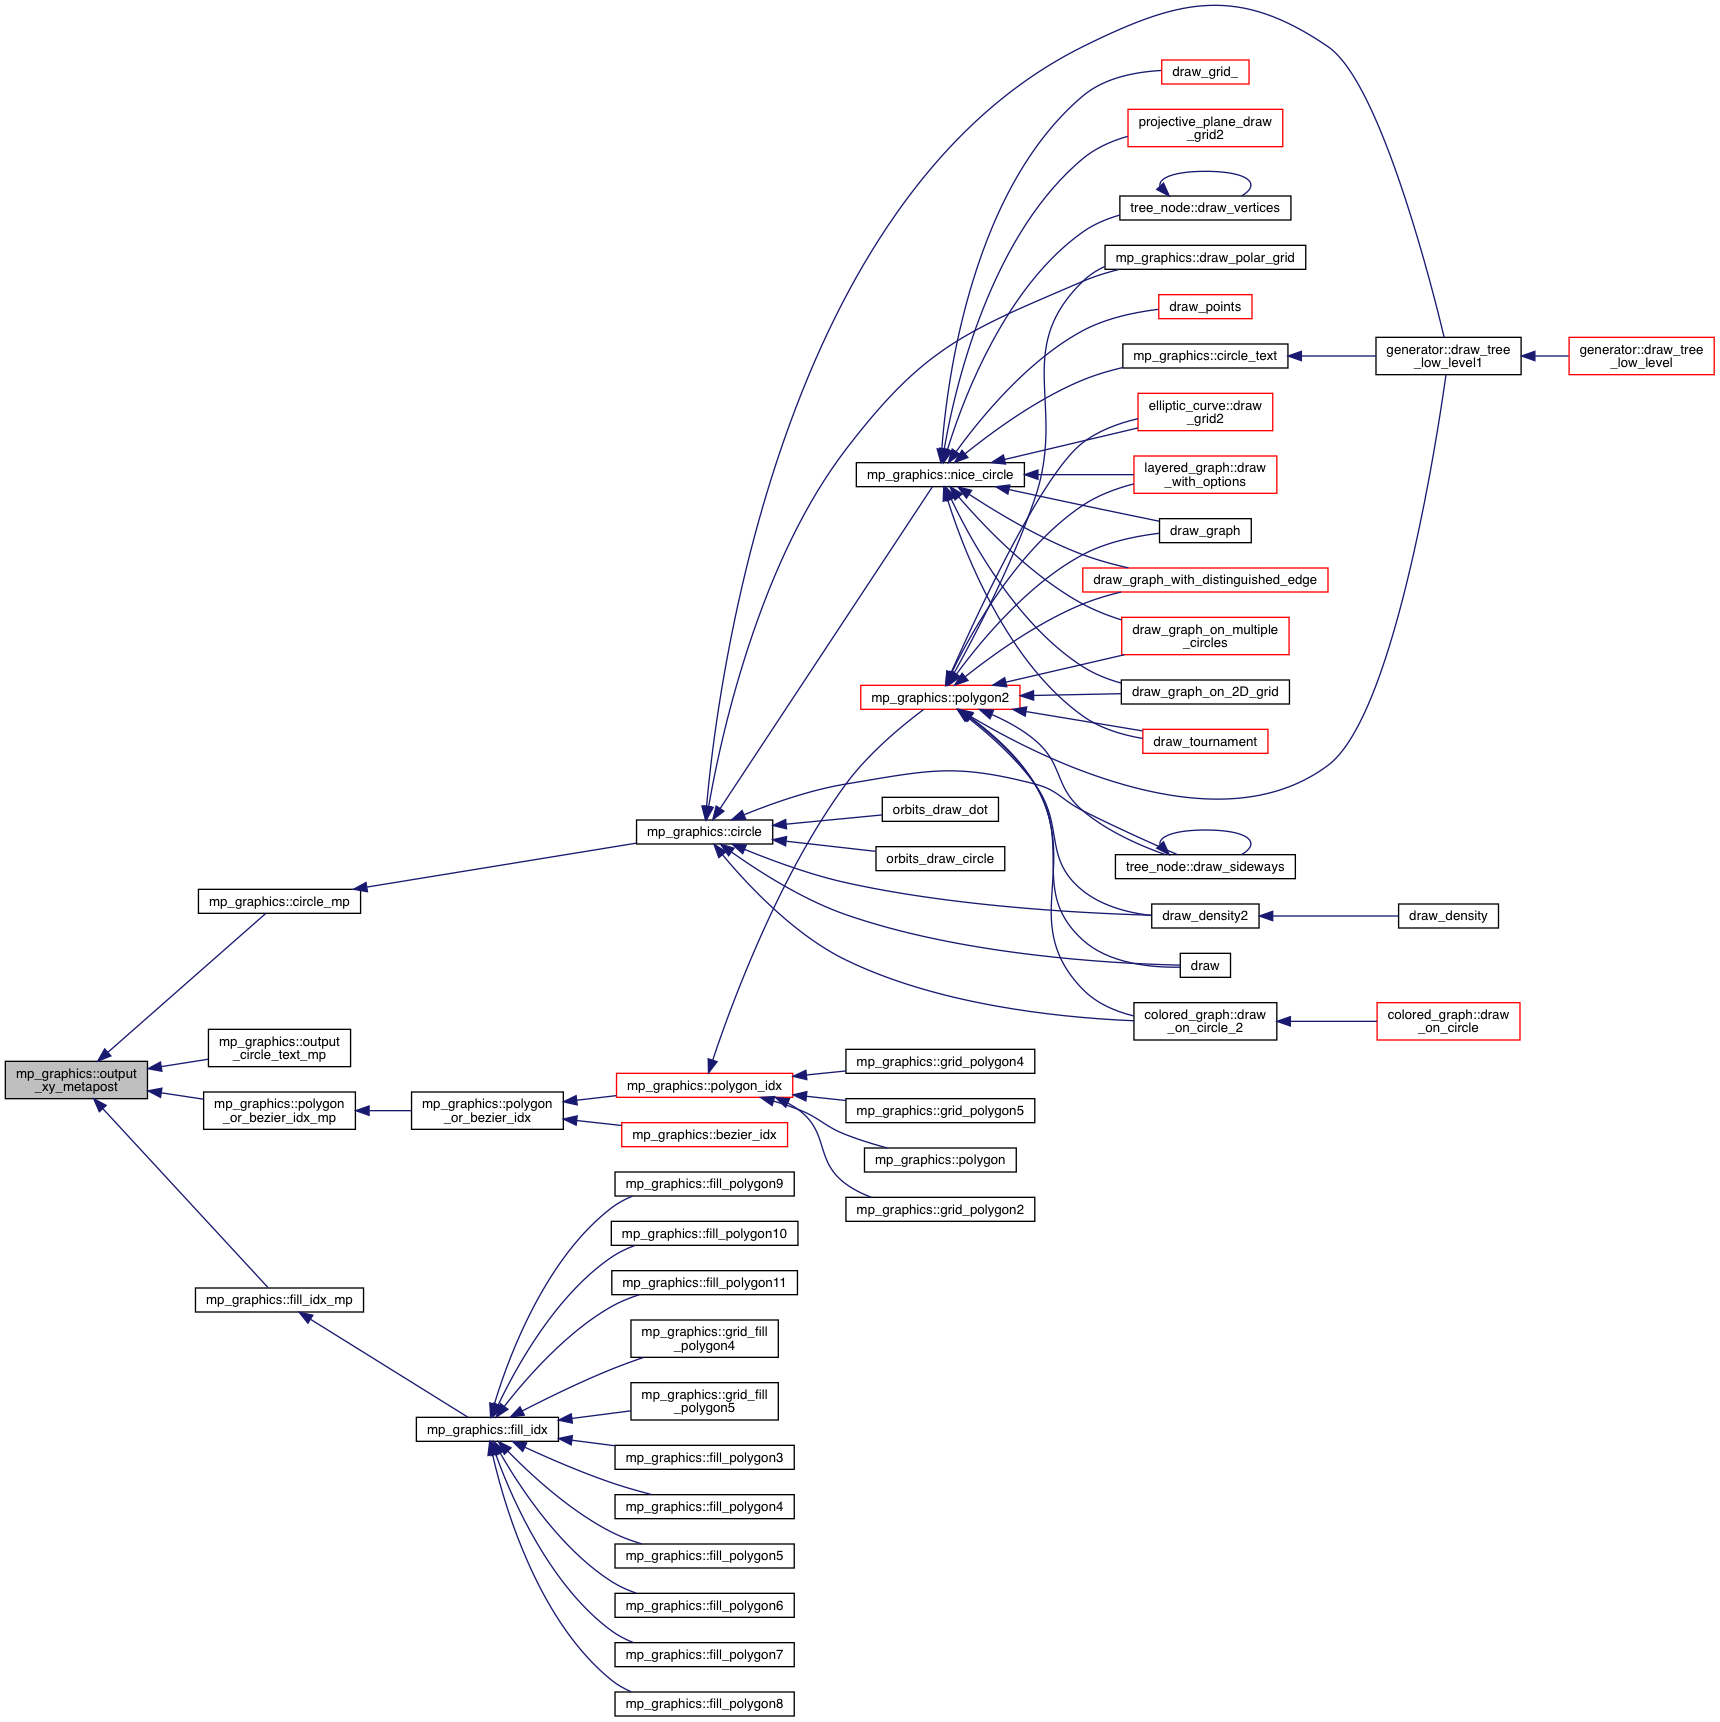 draw_grid_
projective_plane_draw
_grid2
tree_node::draw_vertices
mp_graphics::draw_polar_grid
draw_points
mp_graphics::circle_text
generator::draw_tree
_low_level1
generator::draw_tree
_low_level
elliptic_curve::draw
_grid2
mp_graphics::nice_circle
layered_graph::draw
_with_options
draw_graph
draw_graph_with_distinguished_edge
draw_graph_on_multiple
_circles
mp_graphics::polygon2
draw_graph_on_2D_grid
draw_tournament
orbits_draw_dot
mp_graphics::circle
orbits_draw_circle
tree_node::draw_sideways
mp_graphics::circle_mp
draw_density2
draw_density
draw
colored_graph::draw
_on_circle_2
colored_graph::draw
_on_circle
mp_graphics::output
_circle_text_mp
mp_graphics::output
_xy_metapost
mp_graphics::polygon
_or_bezier_idx_mp
mp_graphics::polygon
_or_bezier_idx
mp_graphics::polygon_idx
mp_graphics::bezier_idx
mp_graphics::grid_polygon4
mp_graphics::grid_polygon5
mp_graphics::polygon
mp_graphics::grid_polygon2
mp_graphics::fill_polygon9
mp_graphics::fill_polygon10
mp_graphics::fill_polygon11
mp_graphics::fill_idx_mp
mp_graphics::grid_fill
_polygon4
mp_graphics::grid_fill
_polygon5
mp_graphics::fill_idx
mp_graphics::fill_polygon3
mp_graphics::fill_polygon4
mp_graphics::fill_polygon5
mp_graphics::fill_polygon6
mp_graphics::fill_polygon7
mp_graphics::fill_polygon8